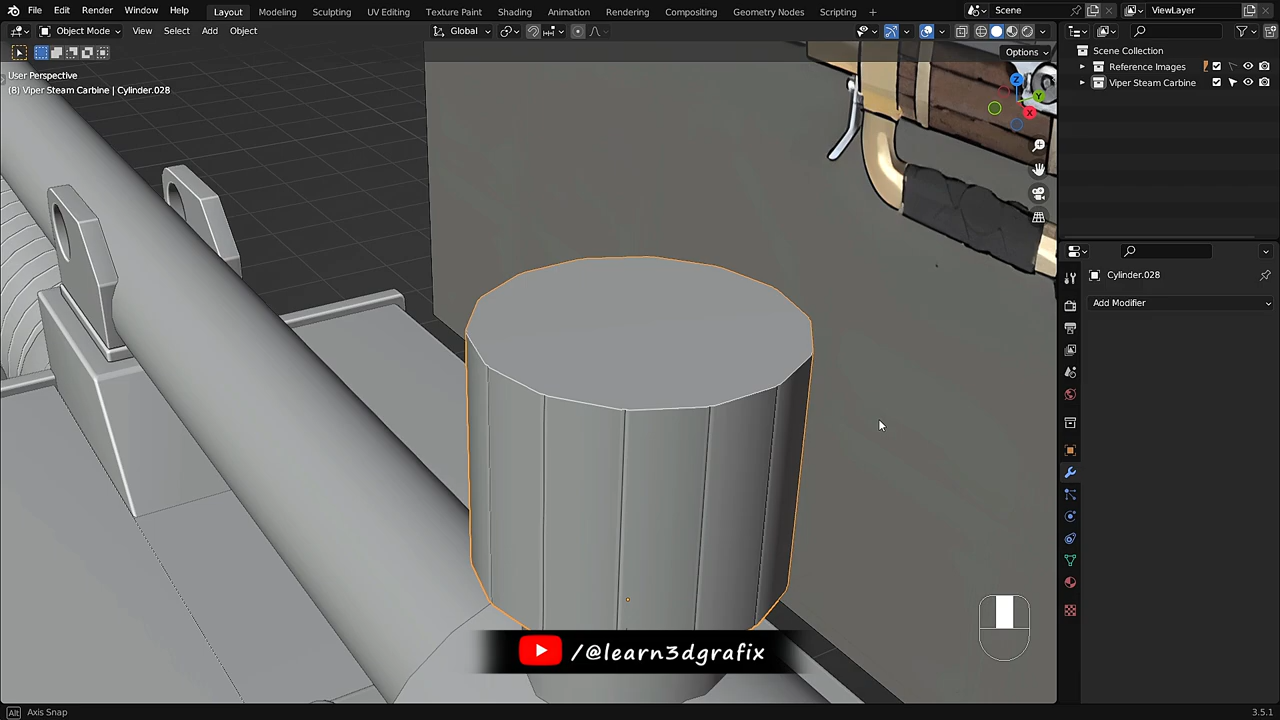 File Edit Render Window Help Layout Modeling Sculpting UV Editing Texture Paint Shading Animation Rendering Compositing Geometry Nodes Scripting + Scene ViewLayer
Object Mode View Select Add Object Global
Options
User Perspective
(8) Viper Steam Carbine | Cylinder.028
Scene Collection
Reference Images
Viper Steam Carbine
Z
Y
X
Cylinder.028
Add Modifier
/@learn3dgrafix
Alt Axis Snap
3.5.1